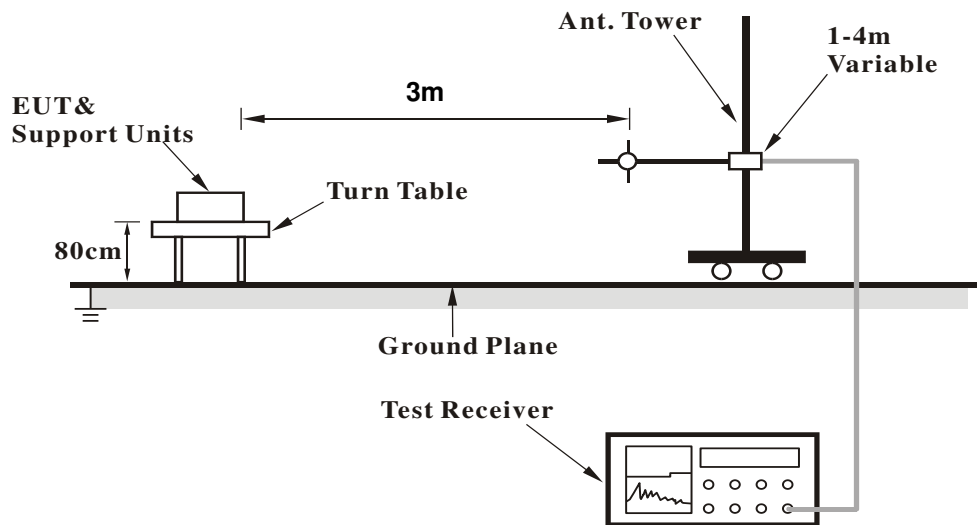 Ant. Tower
1-4m
Variable
3m
EUT&
Support Units
Turn Table
80cm
Ground Plane
Test Receiver